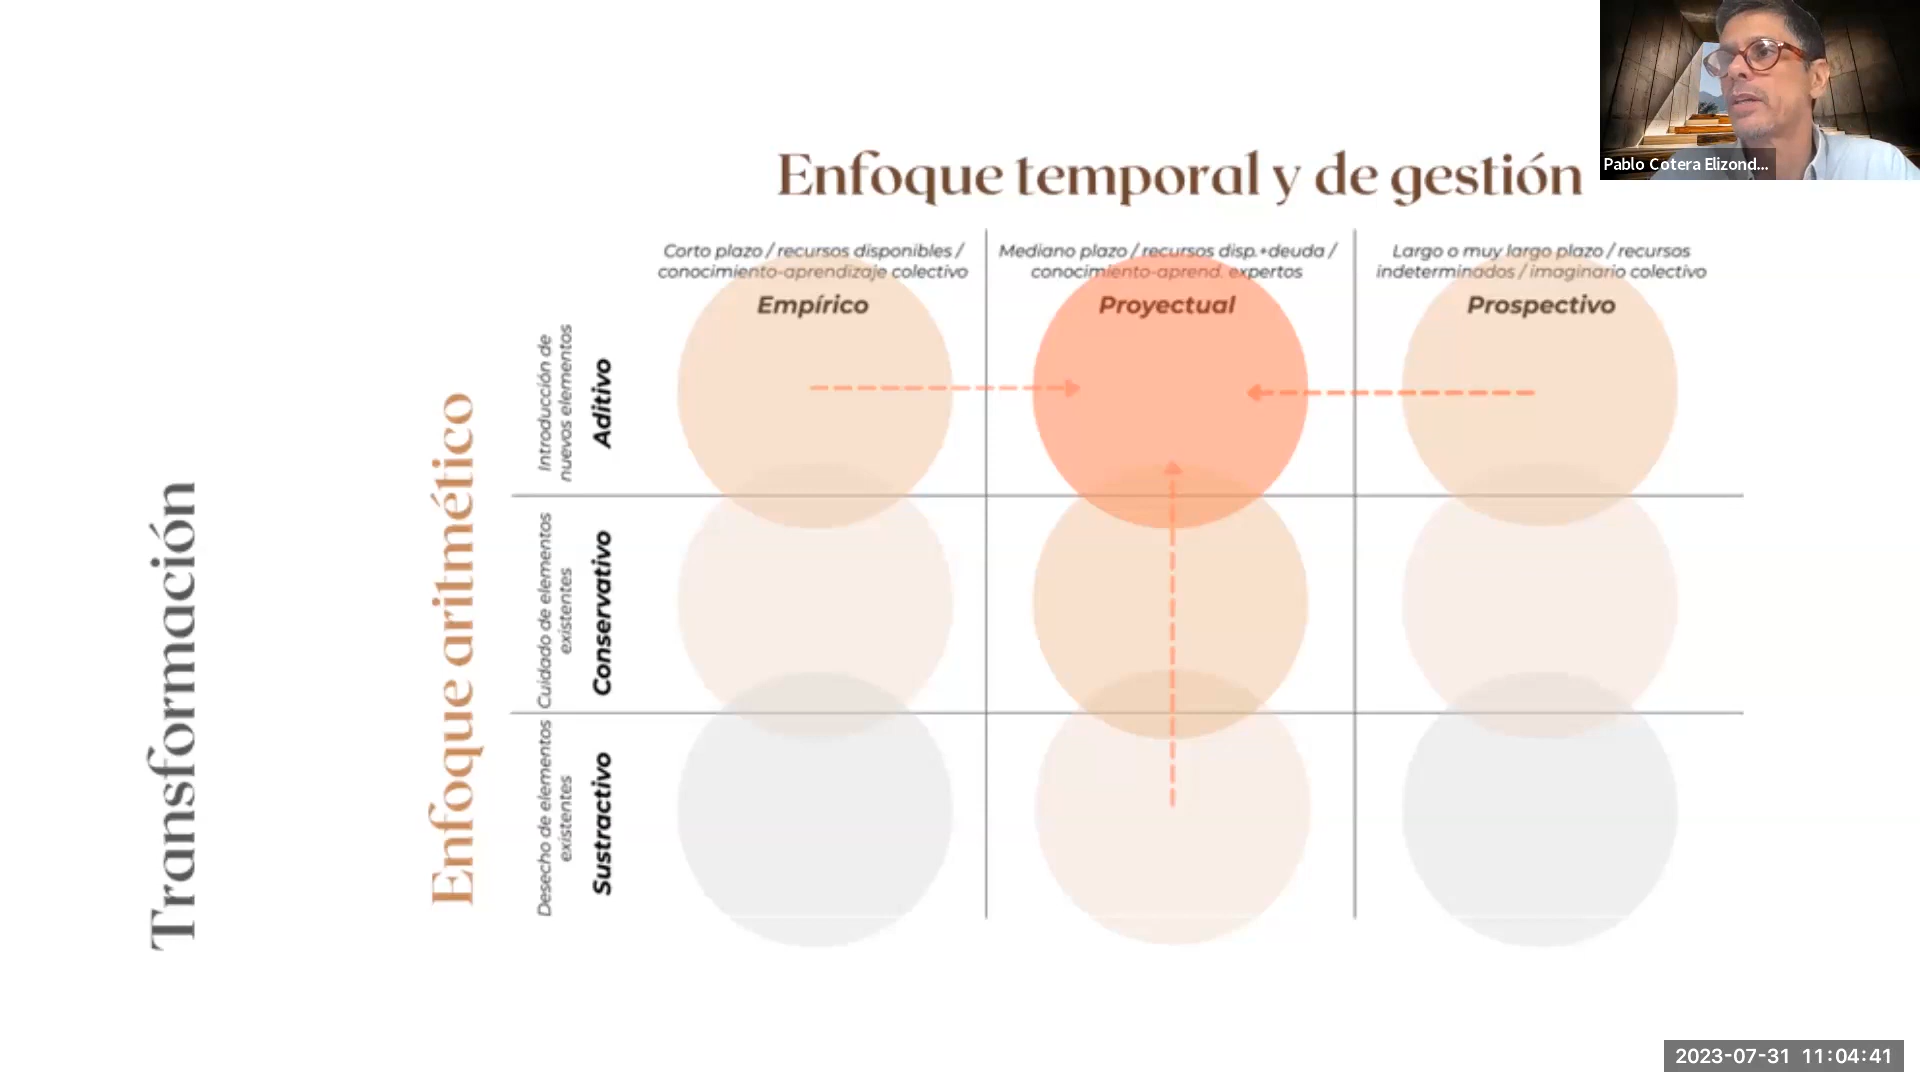 Pablo Cotera Elizond...
Enfoque temporal y de gestión
Corto plazo / recursos disponibles /
conocimiento-aprendizaje colectivo
Empírico
Mediano plazo / recursos disp.+deuda /
conocimiento-aprend. expertos
Proyectual
Largo o muy largo plazo / recursos
indeterminados / imaginario colectivo
Prospectivo
Transformación
Enfoque aritmético
Introducción de
nuevos elementos
Aditivo
Cuidado de elementos
existentes
Conservativo
Desecho de elementos
existentes
Sustractivo
2023-07-31 11:04:41